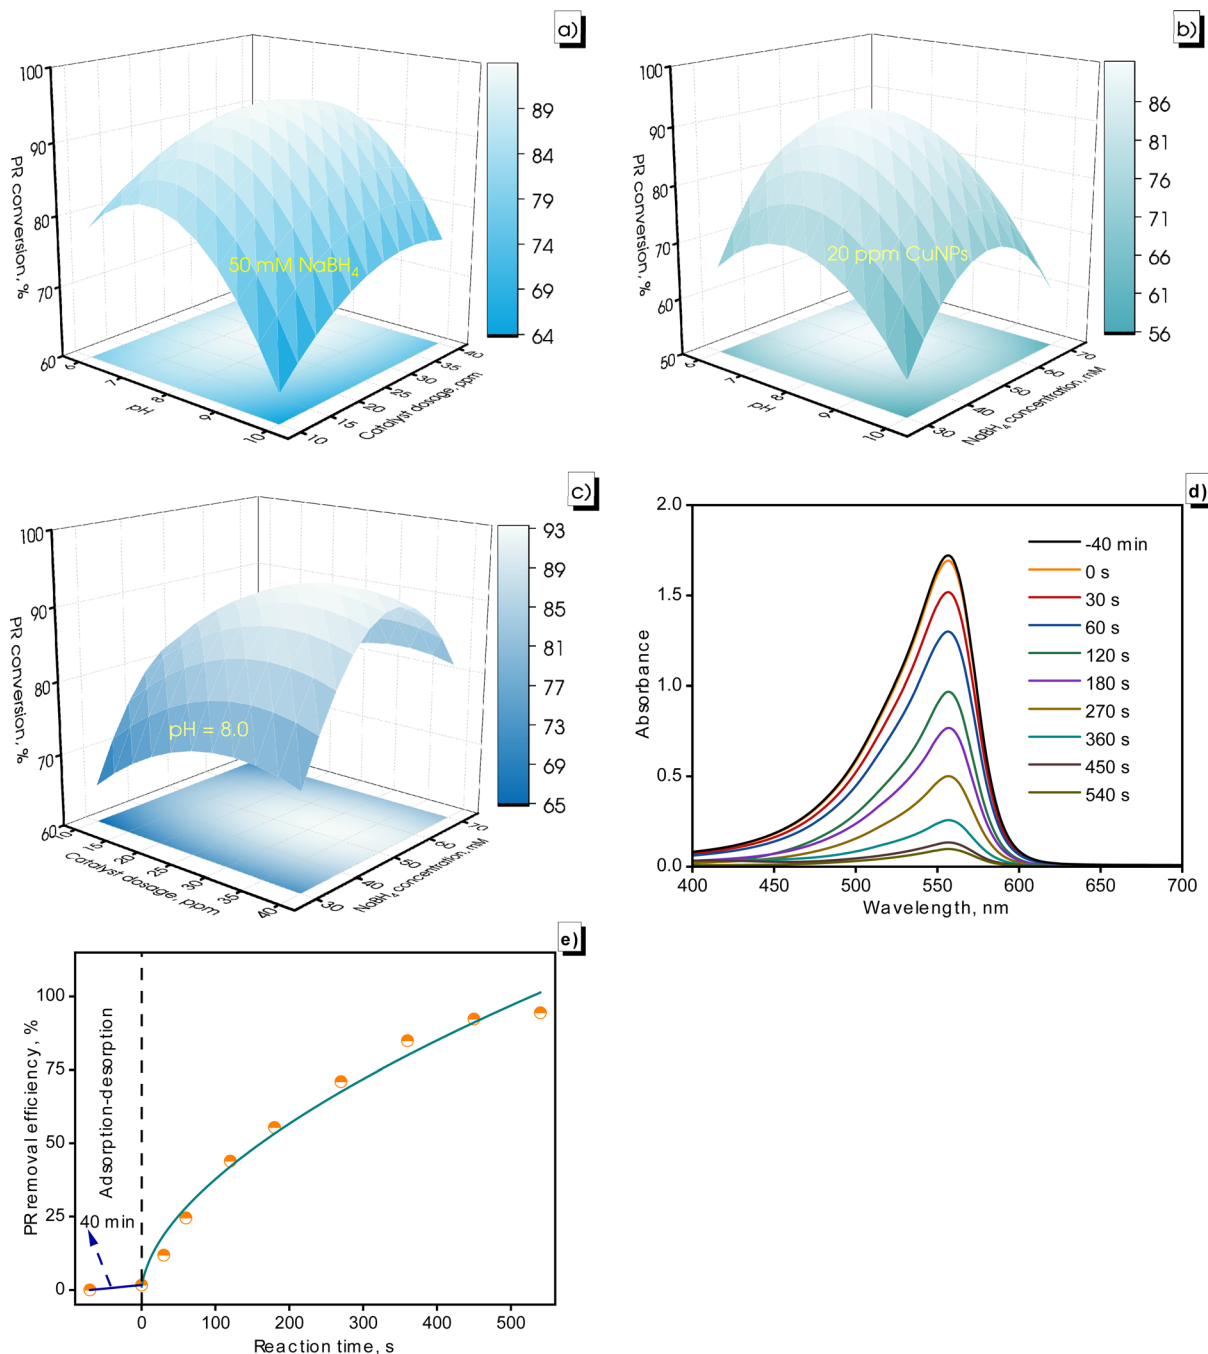 a)
100
90
80
70
60
PR conversion, %
6
7
8
9
10
pH
10
15
20
25
30
35
40
Catalyst dosage, ppm
50 mM NaBH4
89
84
79
74
69
64
b)
100
90
80
70
60
50
PR conversion, %
6
7
8
9
10
pH
30
40
50
60
70
NaBH4 concentration, mM
20 ppm CuNPs
86
81
76
71
66
61
56
c)
100
90
80
70
60
PR conversion, %
10
15
20
25
30
35
40
Catalyst dosage, ppm
30
40
50
60
70
NaBH4 concentration, mM
pH = 8.0
93
89
85
81
77
73
69
65
d)
2.0
1.5
1.0
0.5
0.0
Absorbance
400
450
500
550
600
650
700
Wavelength, nm
-40 min
0 s
30 s
60 s
120 s
180 s
270 s
360 s
450 s
540 s
e)
100
75
50
25
0
PR removal efficiency, %
Adsorption-desorption
40 min
0
100
200
300
400
500
Reaction time, s